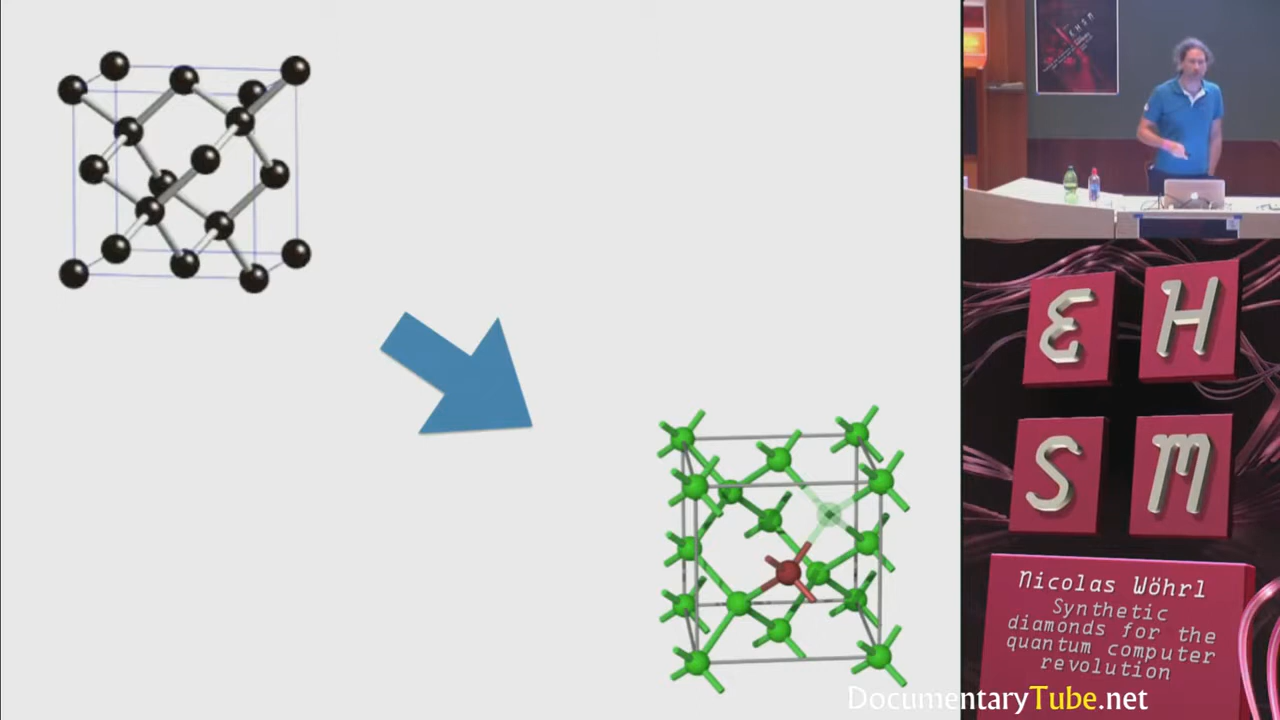 E H
S M
Nicolas Wöhrl
Synthetic
diamonds for the
quantum computer
revolution
DocumentaryTube.net